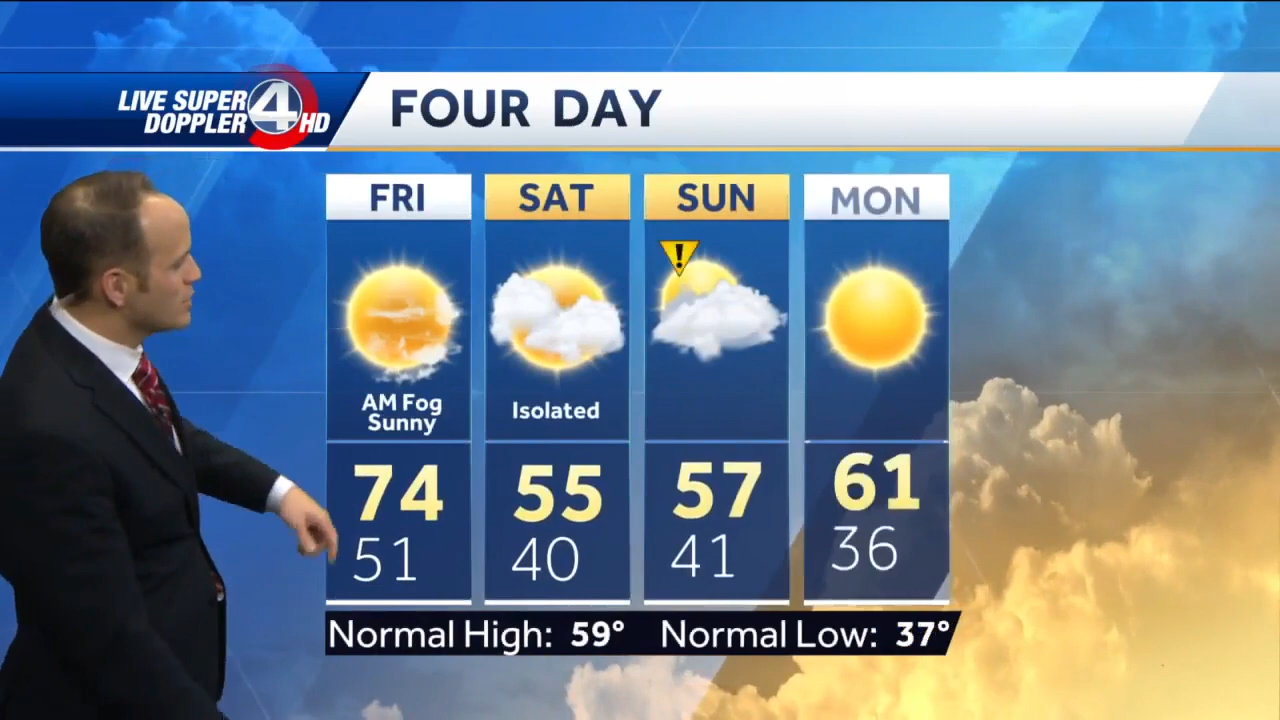 LIVE SUPER
DOPPLER 4 HD
FOUR DAY
FRI SAT SUN MON
!
AM Fog
Sunny
Isolated
74 55 57 61
51 40 41 36
Normal High: 59° Normal Low: 37°